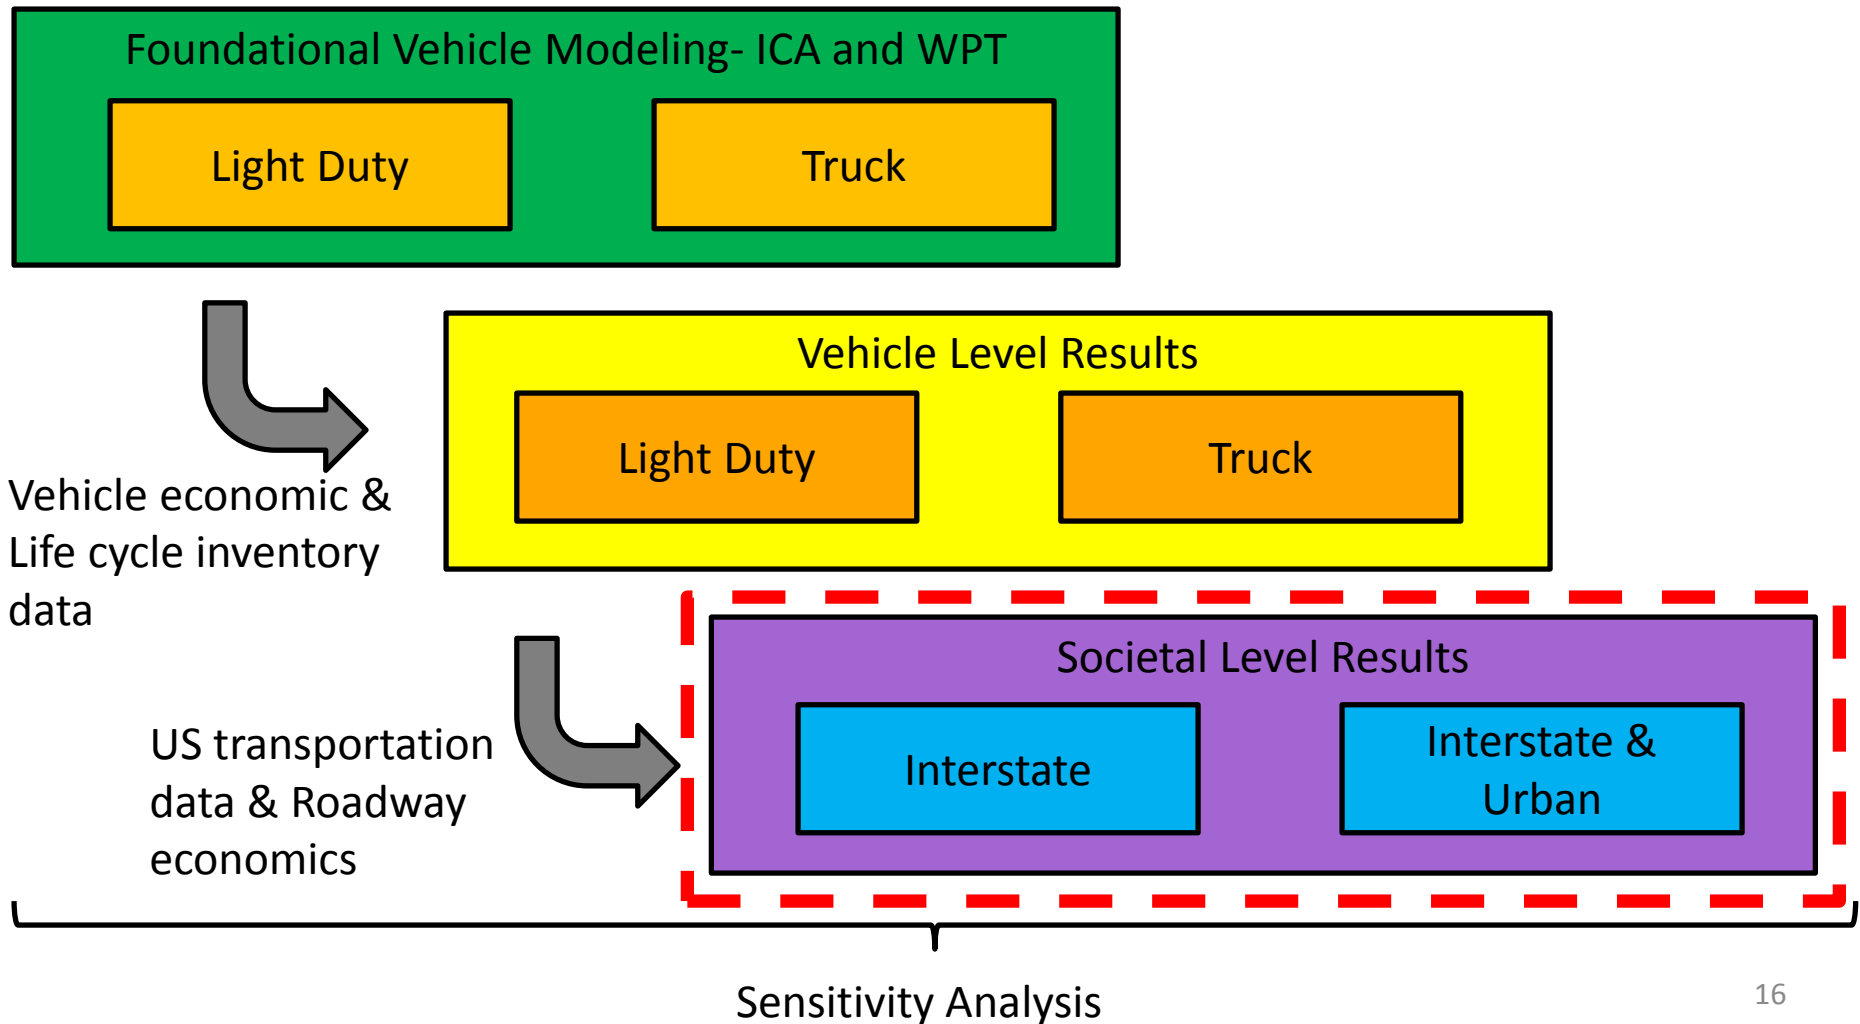 Foundational Vehicle Modeling- ICA and WPT
Light Duty
Truck
Vehicle Level Results
Light Duty
Truck
Vehicle economic &
Life cycle inventory
data
Societal Level Results
Interstate
Interstate &
Urban
US transportation
data & Roadway
economics
Sensitivity Analysis
16